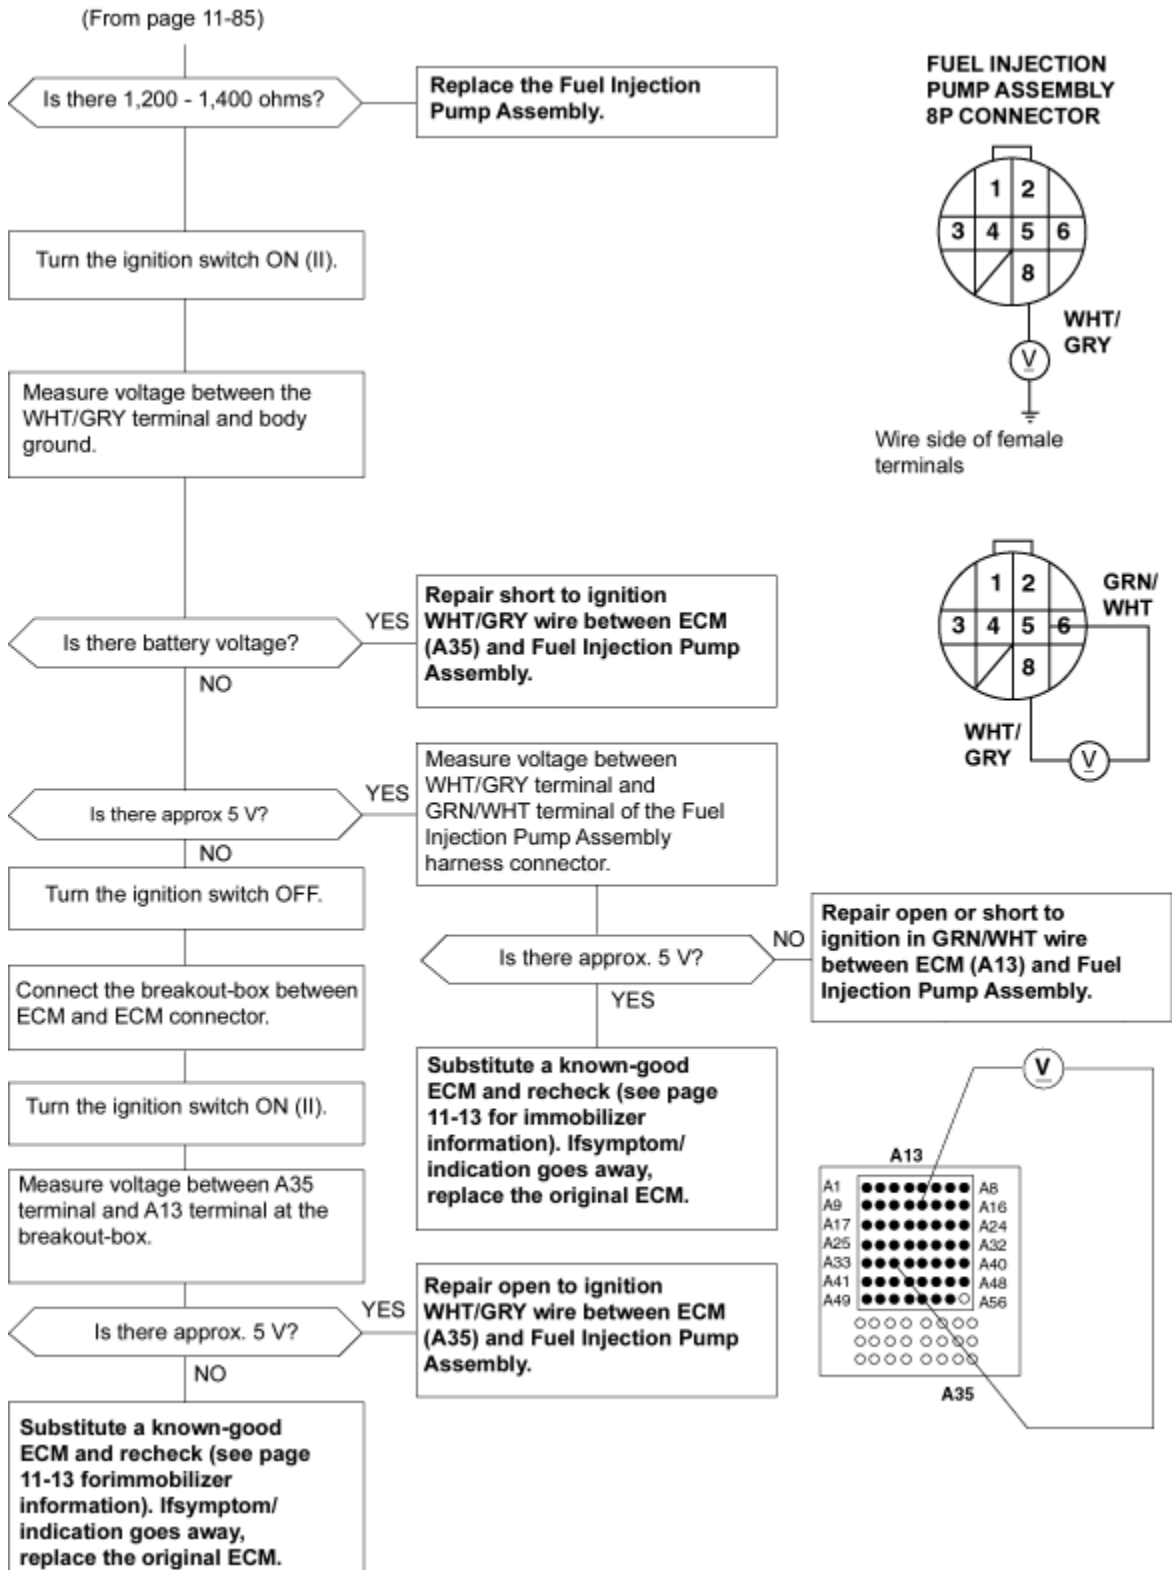 (From page 11-85)
Is there 1,200 - 1,400 ohms?
Replace the Fuel Injection
Pump Assembly.
Turn the ignition switch ON (II).
Measure voltage between the
WHT/GRY terminal and body
ground.
Is there battery voltage?
YES
Repair short to ignition
WHT/GRY wire between ECM
(A35) and Fuel Injection Pump
Assembly.
NO
Is there approx 5 V?
YES
Measure voltage between
WHT/GRY terminal and
GRN/WHT terminal of the Fuel
Injection Pump Assembly
harness connector.
NO
Turn the ignition switch OFF.
Is there approx. 5 V?
NO
Repair open or short to
ignition in GRN/WHT wire
between ECM (A13) and Fuel
Injection Pump Assembly.
YES
Substitute a known-good
ECM and recheck (see page
11-13 for immobilizer
information). Ifsymptom/
indication goes away,
replace the original ECM.
Connect the breakout-box between
ECM and ECM connector.
Turn the ignition switch ON (II).
Measure voltage between A35
terminal and A13 terminal at the
breakout-box.
Is there approx. 5 V?
YES
Repair open to ignition
WHT/GRY wire between ECM
(A35) and Fuel Injection Pump
Assembly.
NO
Substitute a known-good
ECM and recheck (see page
11-13 forimmobilizer
information). Ifsymptom/
indication goes away,
replace the original ECM.
FUEL INJECTION
PUMP ASSEMBLY
8P CONNECTOR
1 2
3 4 5 6
8
WHT/
GRY
V
Wire side of female
terminals
1 2
GRN/
WHT
3 4 5 6
8
WHT/
GRY
V
V
A13
A1 A8
A9 A16
A17 A24
A25 A32
A33 A40
A41 A48
A49 A56
A35